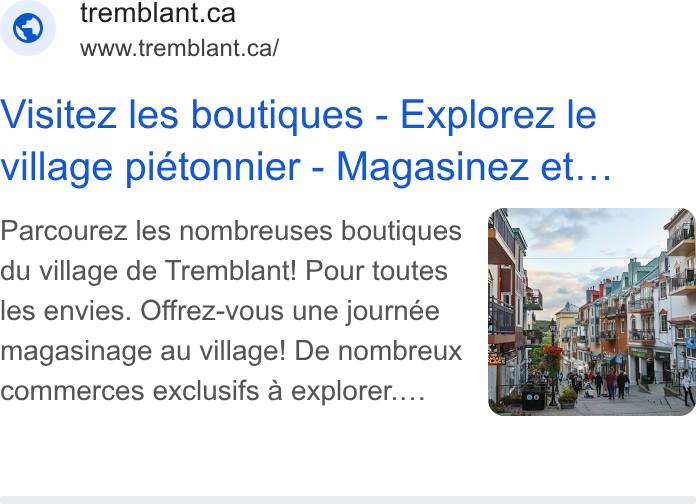 tremblant.ca
www.tremblant.ca/
Visitez les boutiques - Explorez le
village piétonnier - Magasinez et…
Parcourez les nombreuses boutiques
du village de Tremblant! Pour toutes
les envies. Offrez-vous une journée
magasinage au village! De nombreux
commerces exclusifs à explorer.…